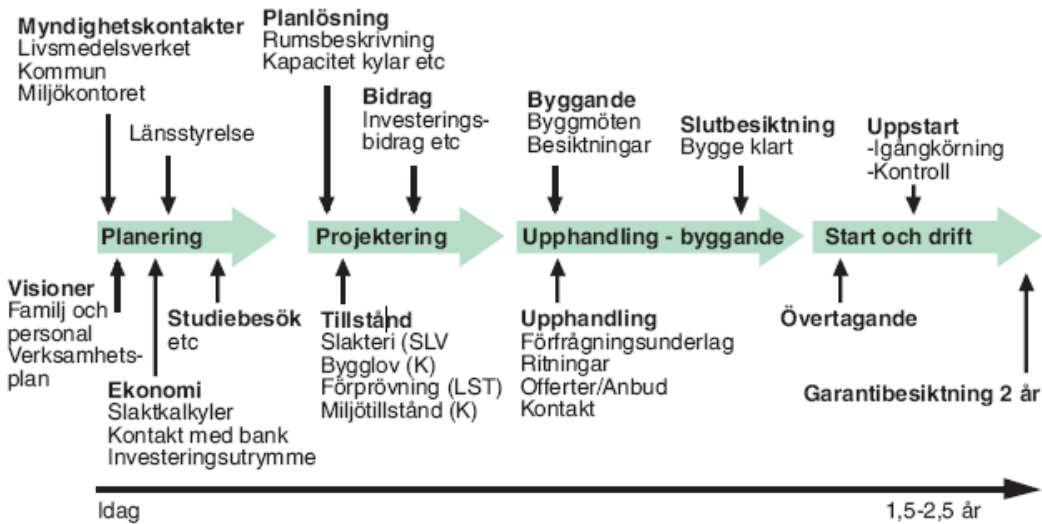 Myndighetskontakter
Livsmedelsverket
Kommun
Miljökontoret
Länsstyrelse
Planlösning
Rumsbeskrivning
Kapacitet kylar etc
Bidrag
Investerings-
bidrag etc
Byggande
Byggmöten
Besiktningar
Slutbesiktning
Bygge klart
Uppstart
-Igångkörning
-Kontroll
Planering
Projektering
Upphandling - byggande
Start och drift
Visioner
Familj och
personal
Verksamhets-
plan
Ekonomi
Slaktkalkyler
Kontakt med bank
Investeringsutrymme
Studiebesök
etc
Tillstånd
Slakteri (SLV
Bygglov (K)
Förprövning (LST)
Miljötillstånd (K)
Upphandling
Förfrågningsunderlag
Ritningar
Offerter/Anbud
Kontakt
Övertagande
Garantibesiktning 2 år
Idag
1,5-2,5 år